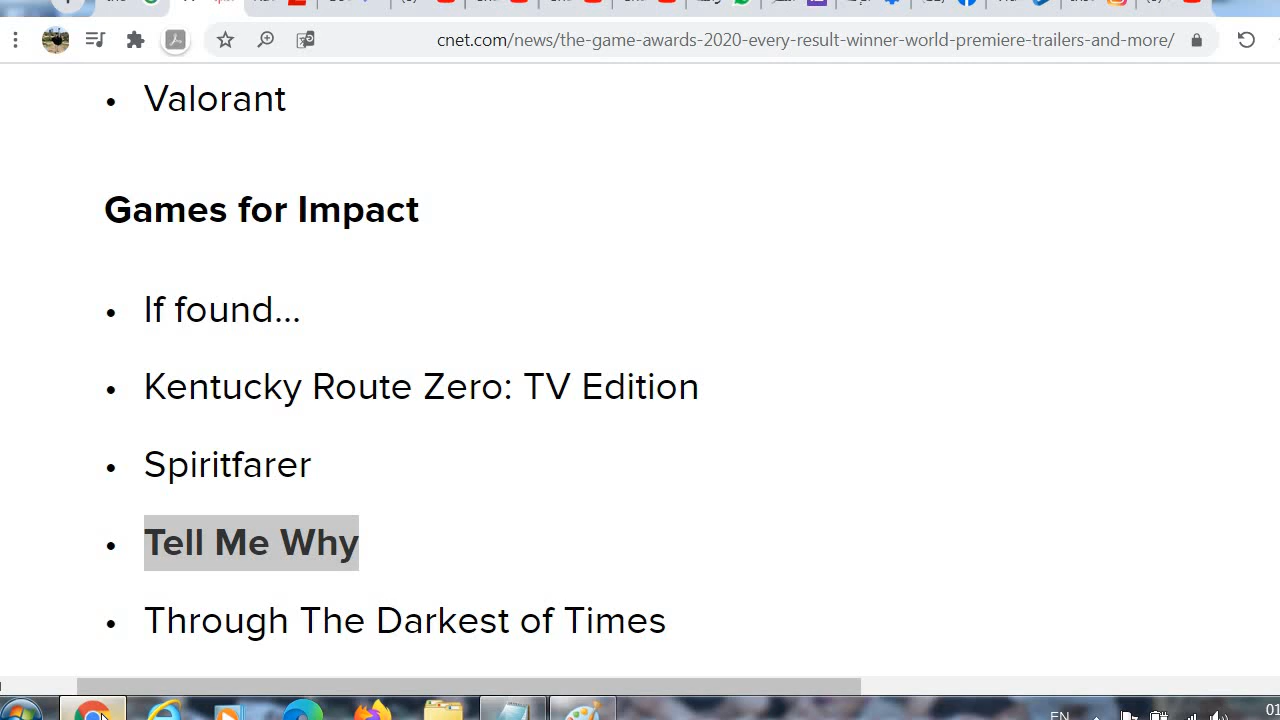 cnet.com/news/the-game-awards-2020-every-result-winner-world-premiere-trailers-and-more/
• Valorant
Games for Impact
• If found...
• Kentucky Route Zero: TV Edition
• Spiritfarer
• Tell Me Why
• Through The Darkest of Times
EN
01